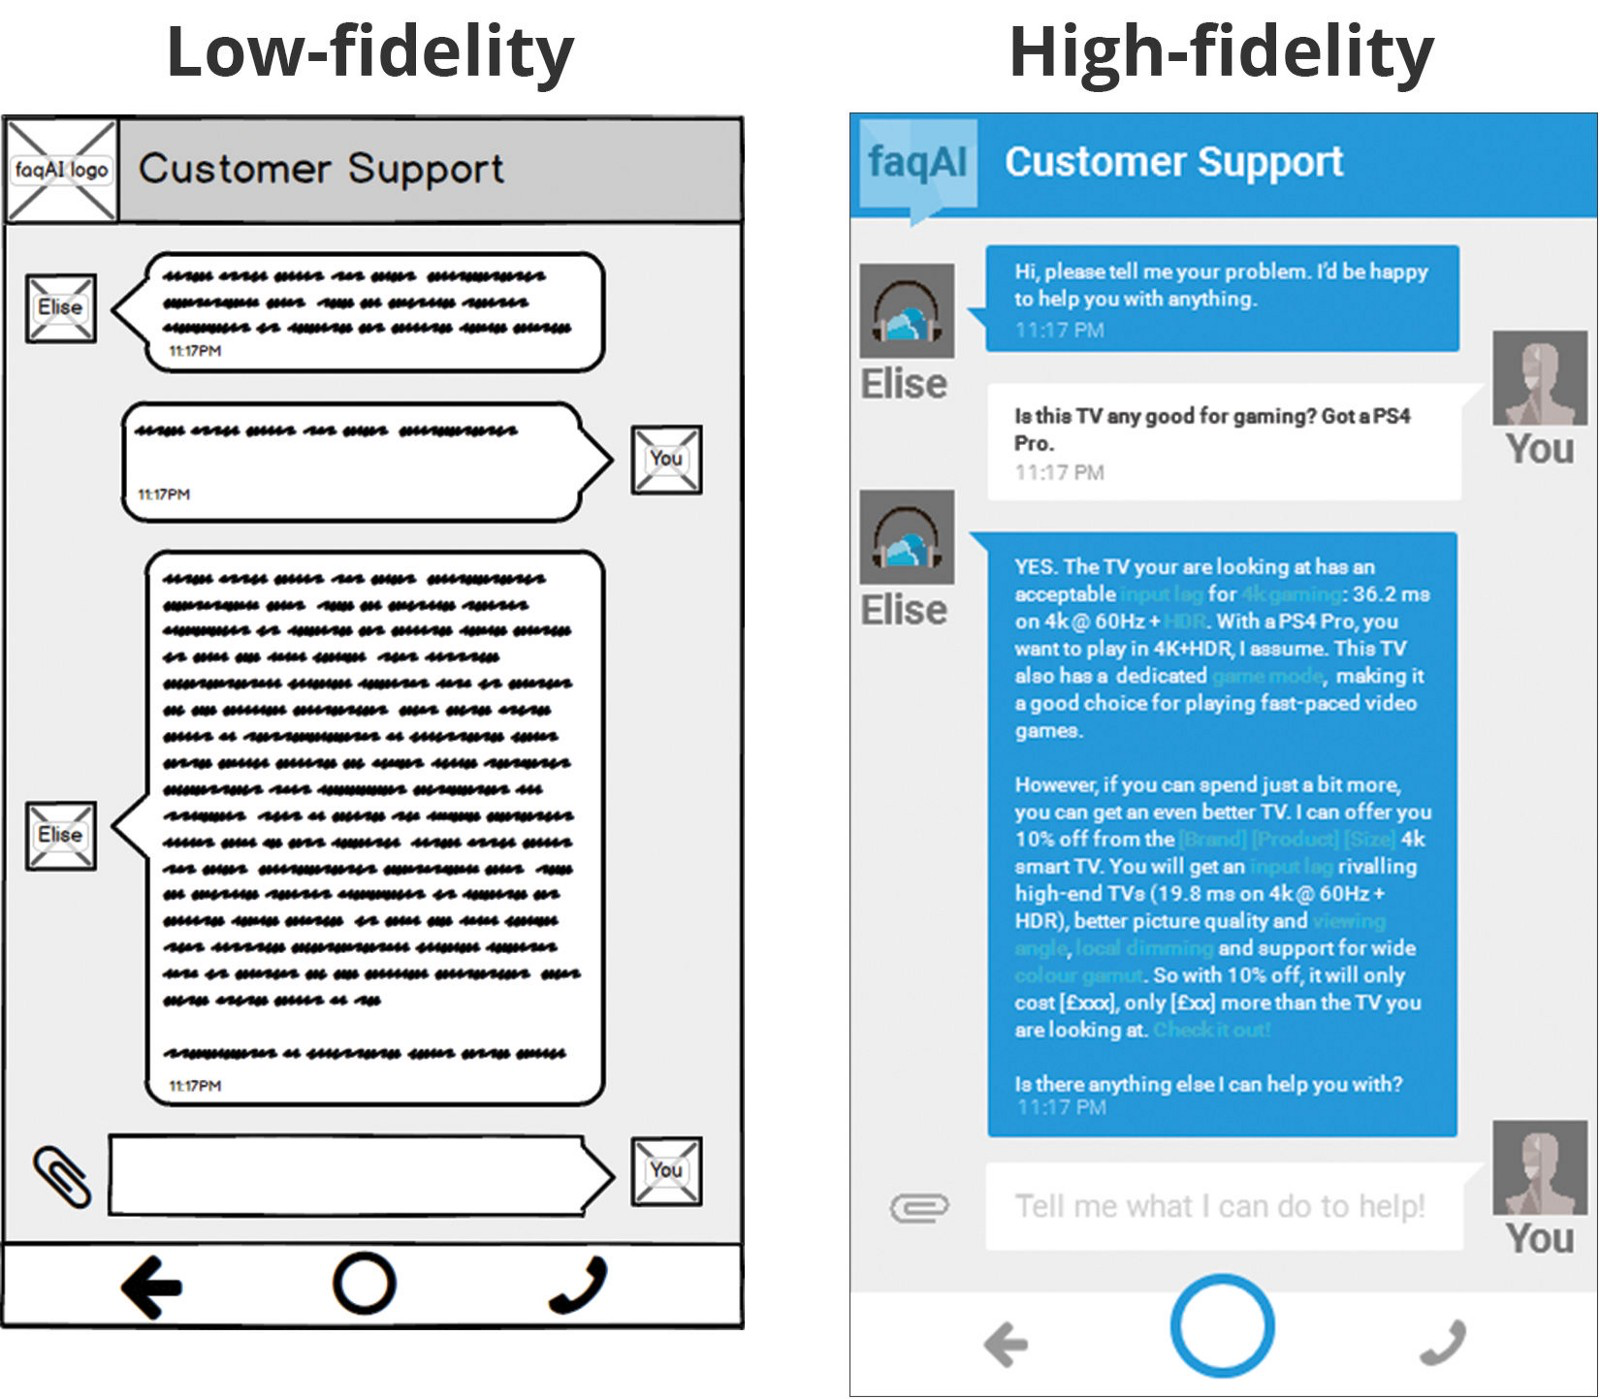 Low-fidelity
faqAI logo
Customer Support
Elise
11:17PM
You
11:17PM
Elise
11:17PM
You
High-fidelity
faqAI
Customer Support
Hi, please tell me your problem. I'd be happy
to help you with anything.
11:17 PM
Elise
Is this TV any good for gaming? Got a PS4
Pro.
11:17 PM
You
Elise
YES. The TV your are looking at has an
acceptable input lag for 4k gaming: 36.2 ms
on 4k @ 60Hz + HDR. With a PS4 Pro, you
want to play in 4K+HDR, I assume. This TV
also has a dedicated game mode, making it
a good choice for playing fast-paced video
games.
However, if you can spend just a bit more,
you can get an even better TV. I can offer you
10% off from the [Brand] [Product] [Size] 4k
smart TV. You will get an input lag rivalling
high-end TVs (19.8 ms on 4k @ 60Hz +
HDR), better picture quality and viewing
angle, local dimming and support for wide
colour gamut. So with 10% off, it will only
cost [£xxx], only [£xx] more than the TV you
are looking at. Check it out!
Is there anything else I can help you with?
11:17 PM
Tell me what I can do to help!
You